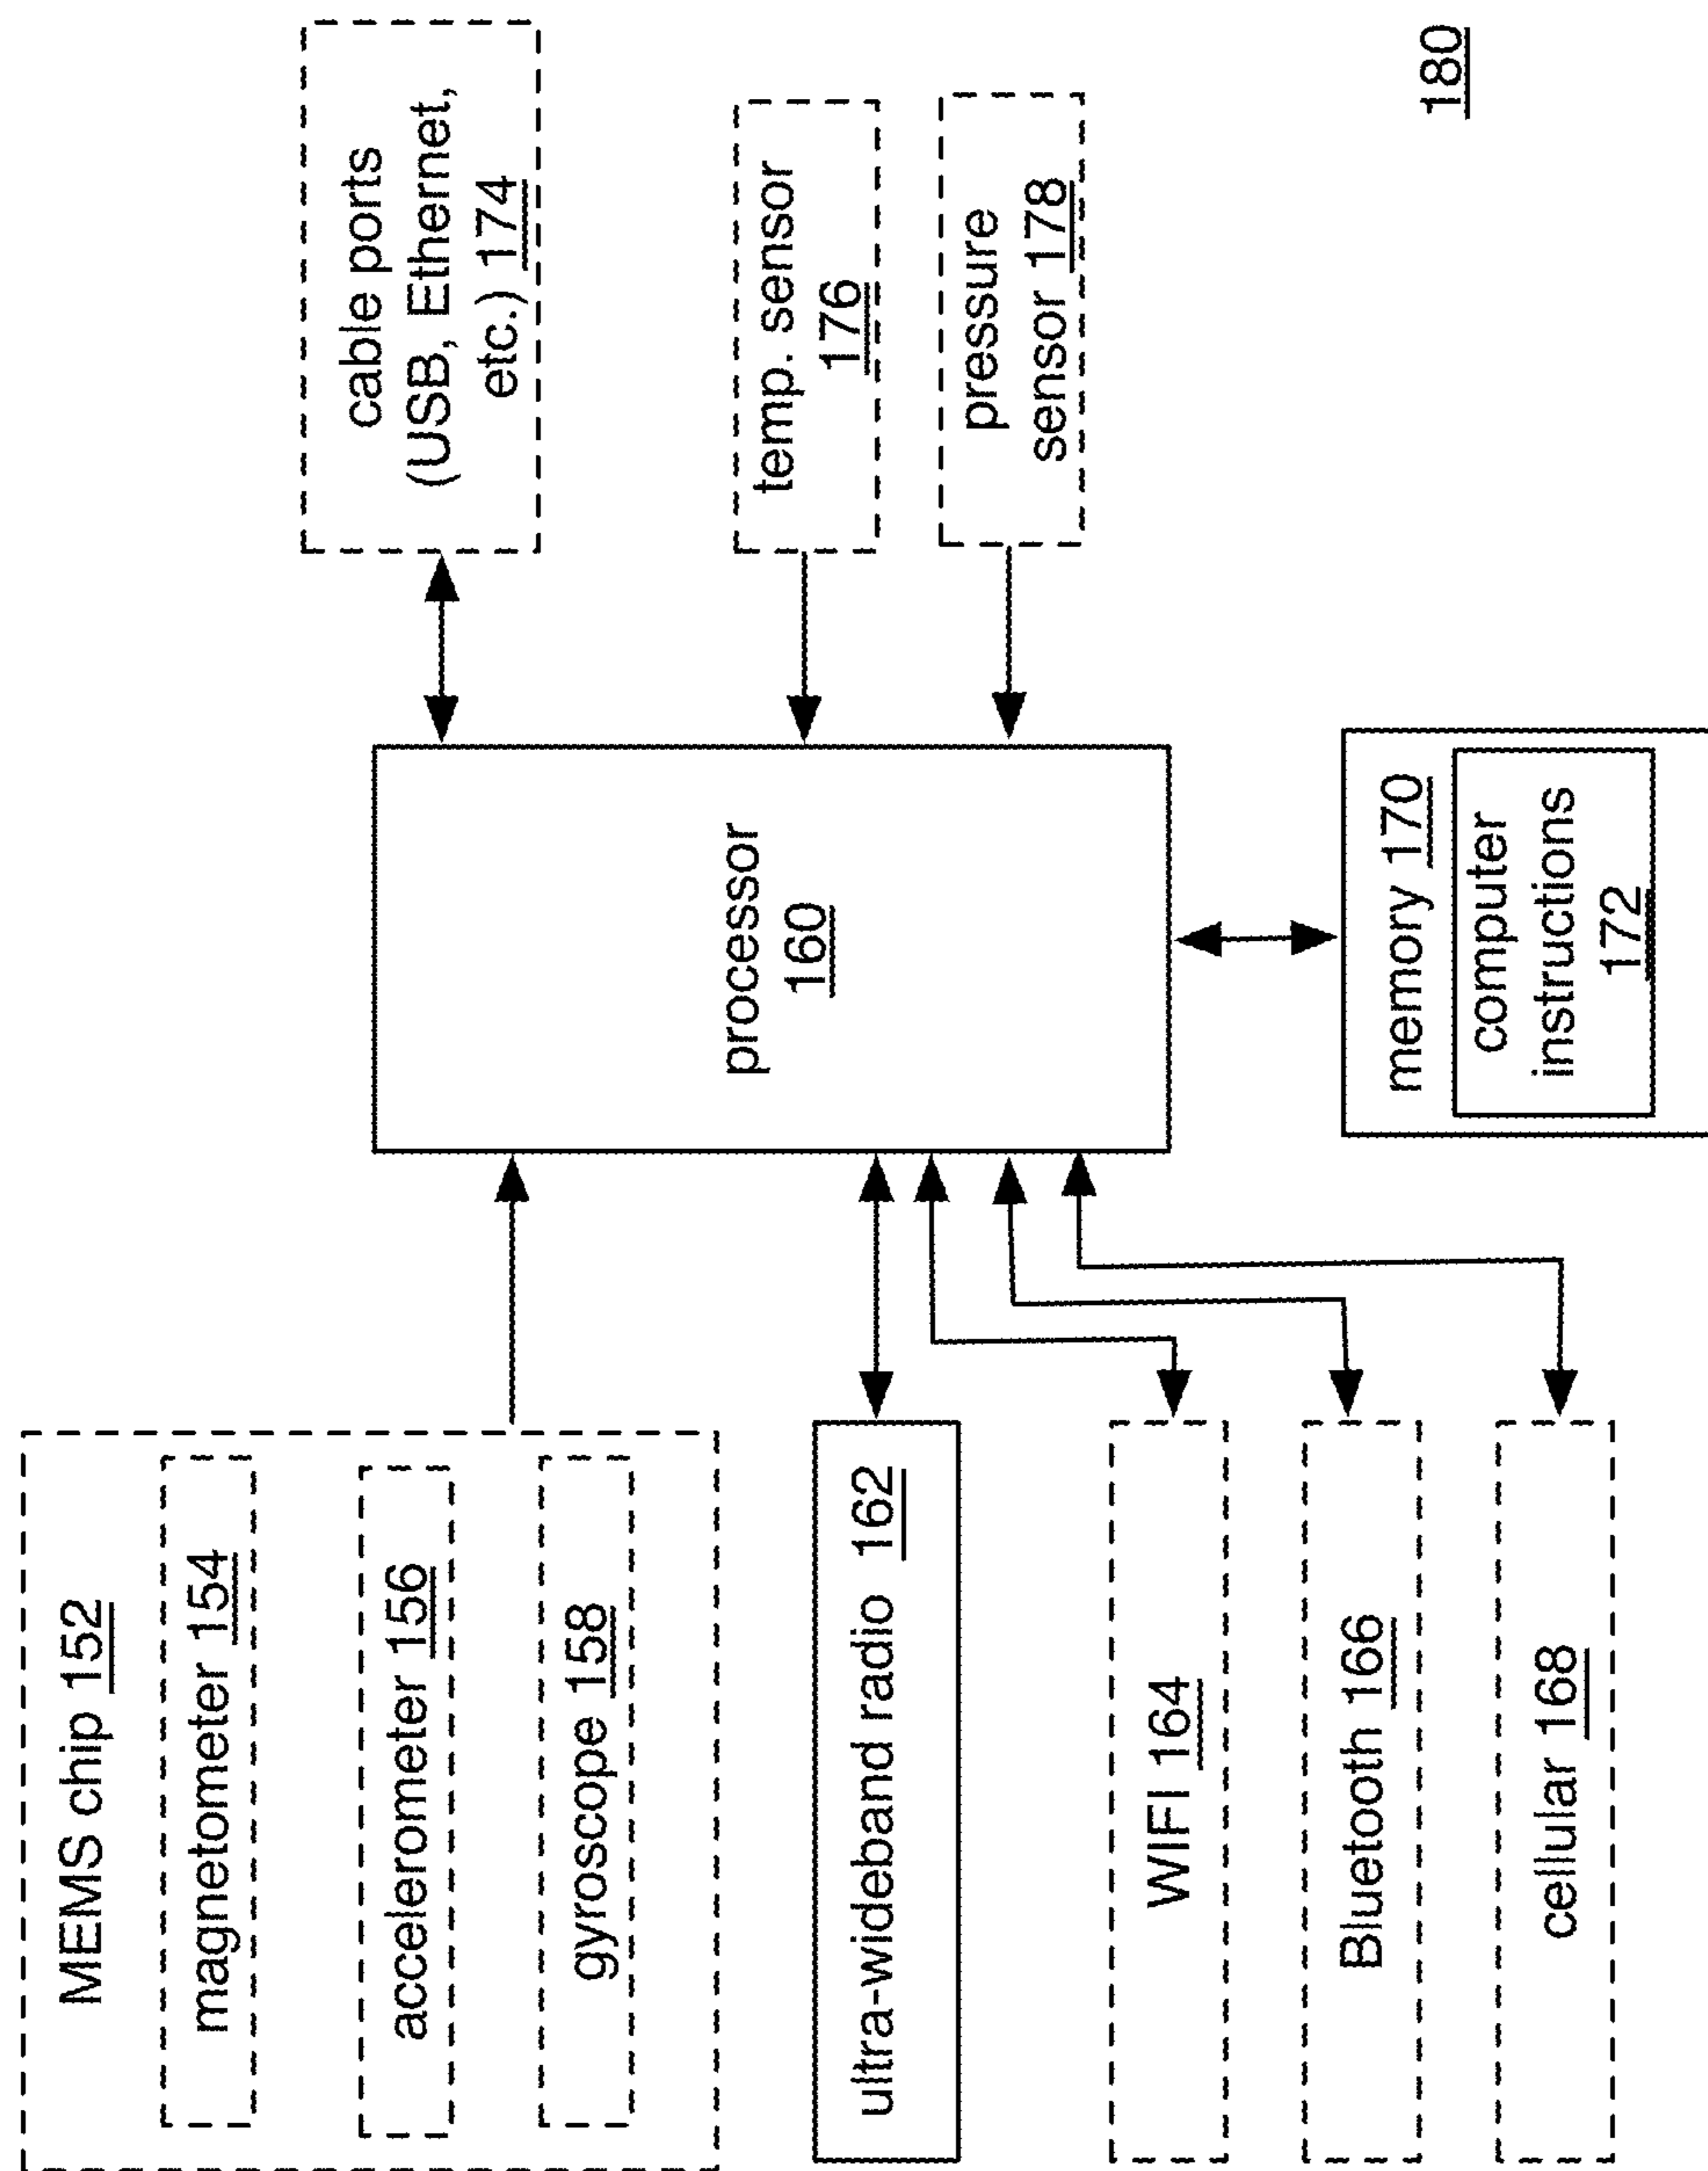 MEMS chip 152
magnetometer 154
accelerometer 156
gyroscope 158
ultra-wideband radio 162
WIFI 164
Bluetooth 166
cellular 168
processor
160
memory 170
computer
instructions
172
cable ports
(USB, Ethernet,
etc.) 174
temp. sensor
176
pressure
sensor 178
180